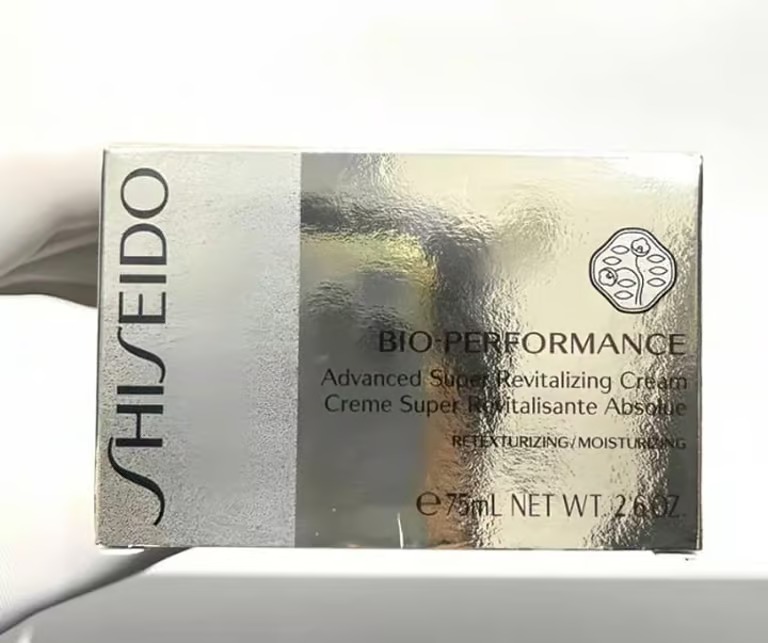 SHISEIDO
BIO-PERFORMANCE
Advanced Super Revitalizing Cream
Creme Super Revitalisante Absolue
RETEXTURIZING/MOISTURIZING
℮75mL NET WT. 2.6 OZ.